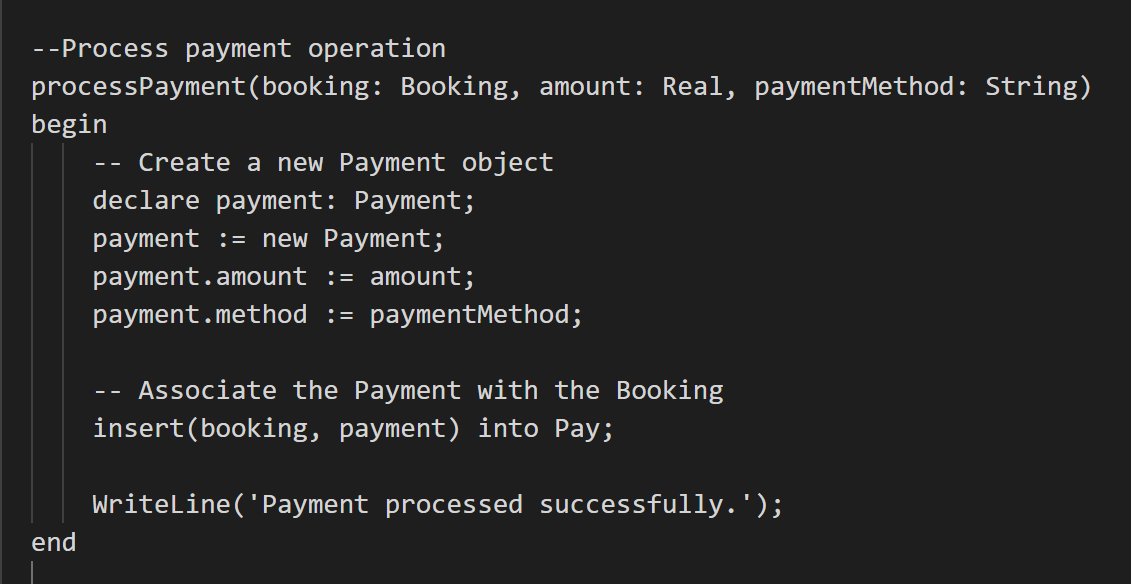 --Process payment operation
processPayment(booking: Booking, amount: Real, paymentMethod: String)
begin
-- Create a new Payment object
declare payment: Payment;
payment := new Payment;
payment.amount := amount;
payment.method := paymentMethod;
-- Associate the Payment with the Booking
insert(booking, payment) into Pay;
WriteLine('Payment processed successfully.');
end